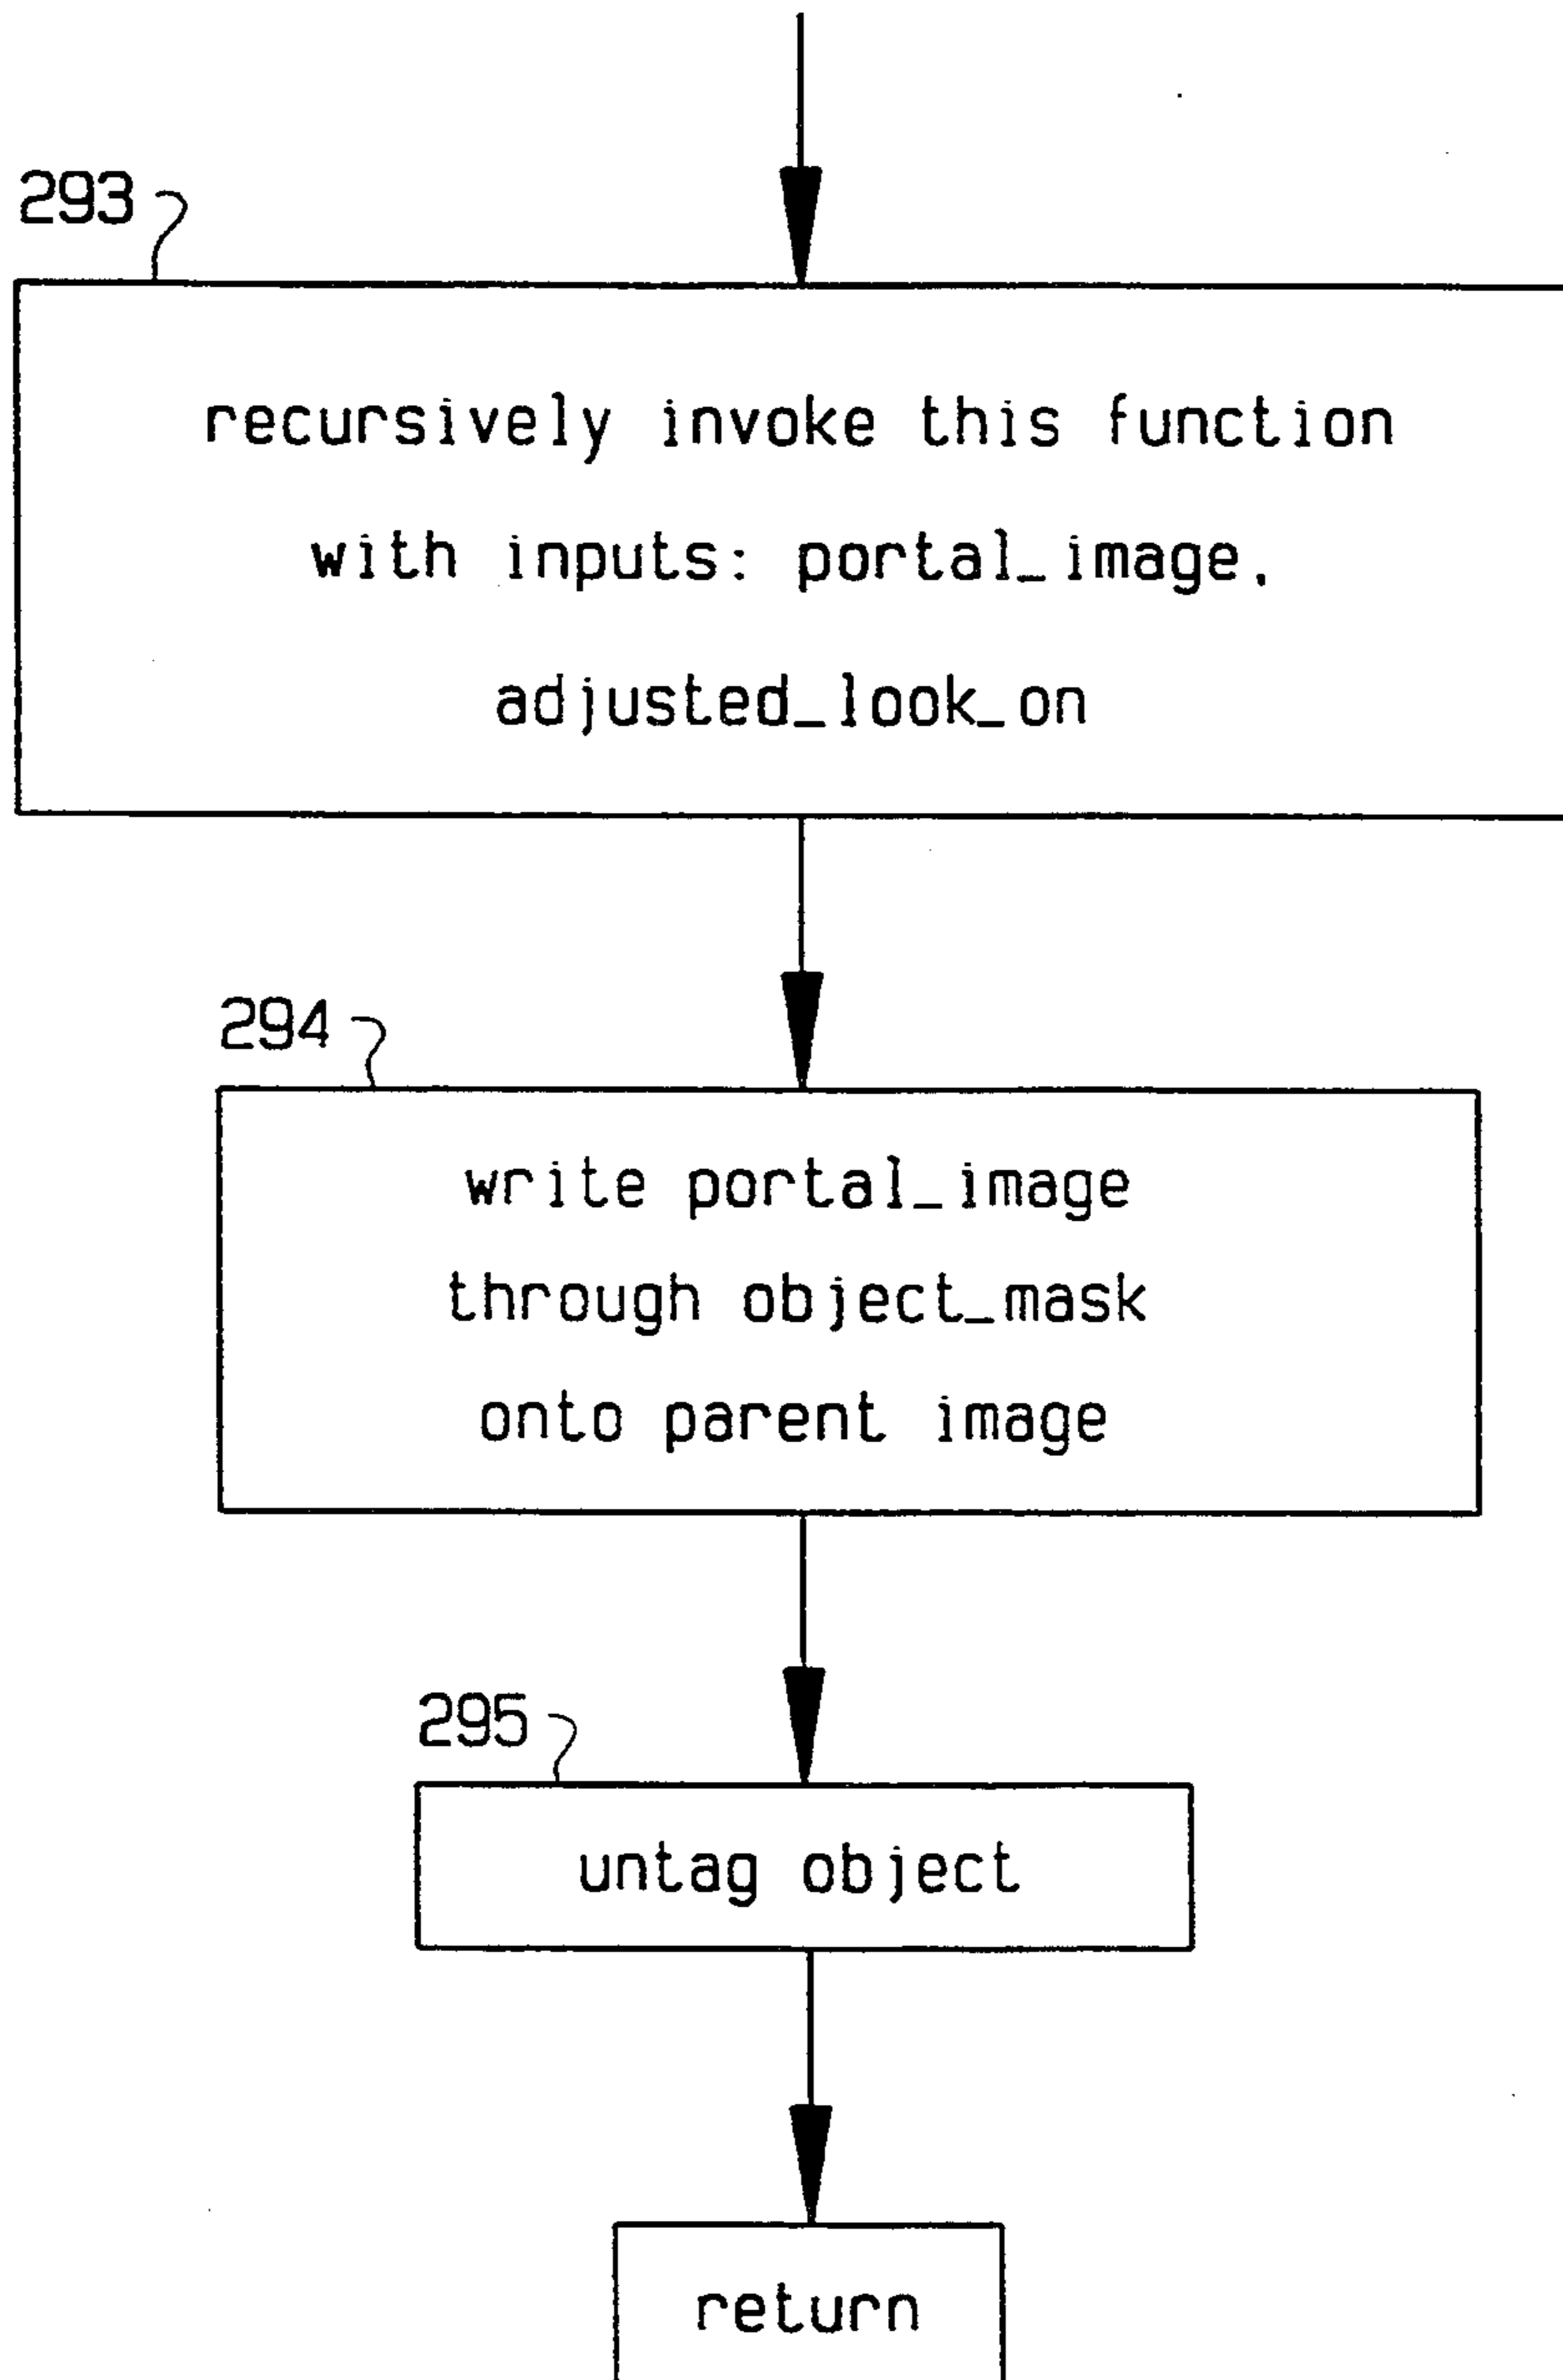 293
recursively invoke this function
with inputs: portal_image,
adjusted_look_on
294
write portal_image
through object_mask
onto parent image
295
untag object
return